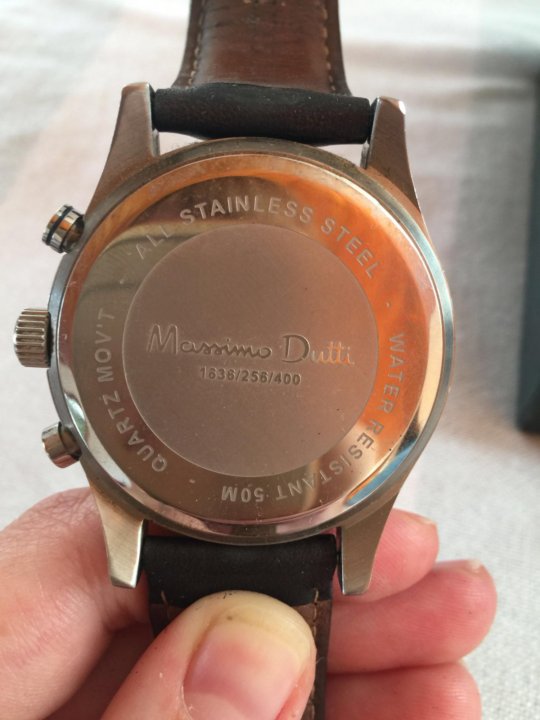 ALL STAINLESS STEEL
WATER RESISTANT 50M
QUARTZ MOV'T
Massimo Dutti
1636/256/400